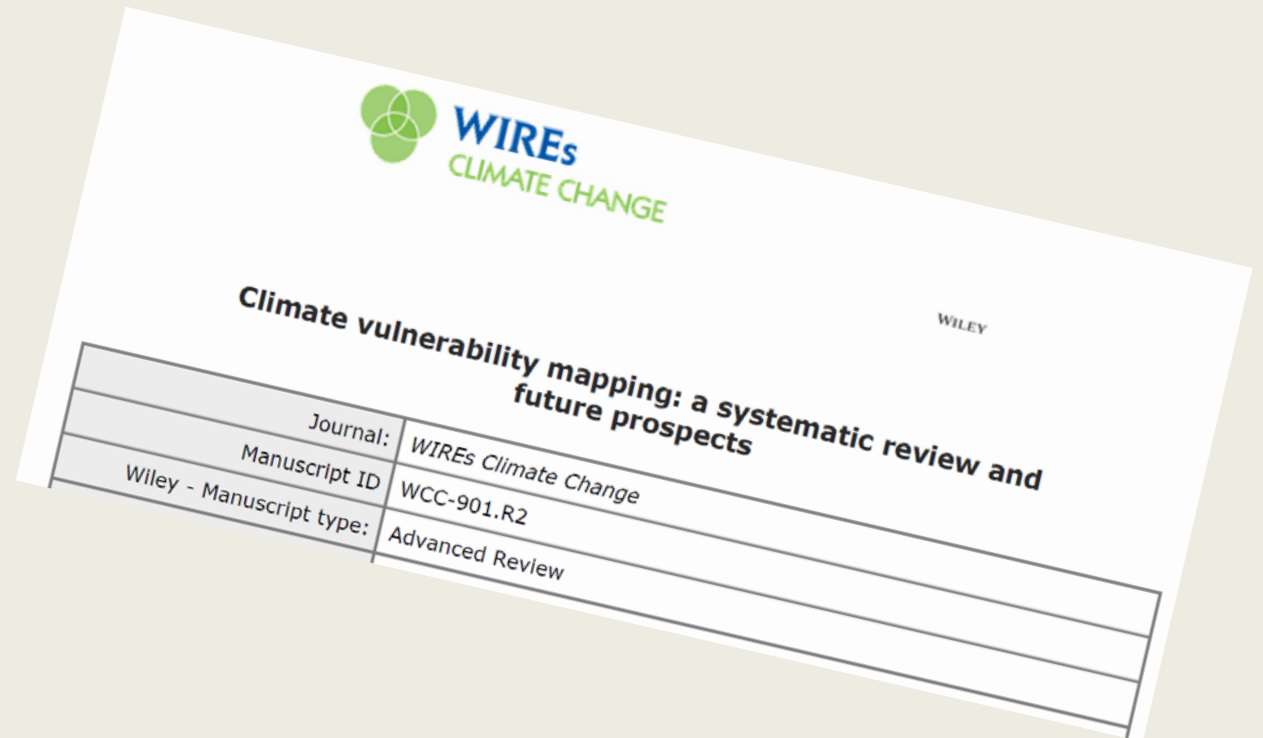 WIREs
CLIMATE CHANGE
WILEY
Climate vulnerability mapping: a systematic review and
future prospects
Journal: WIREs Climate Change
Manuscript ID WCC-901.R2
Wiley - Manuscript type: Advanced Review